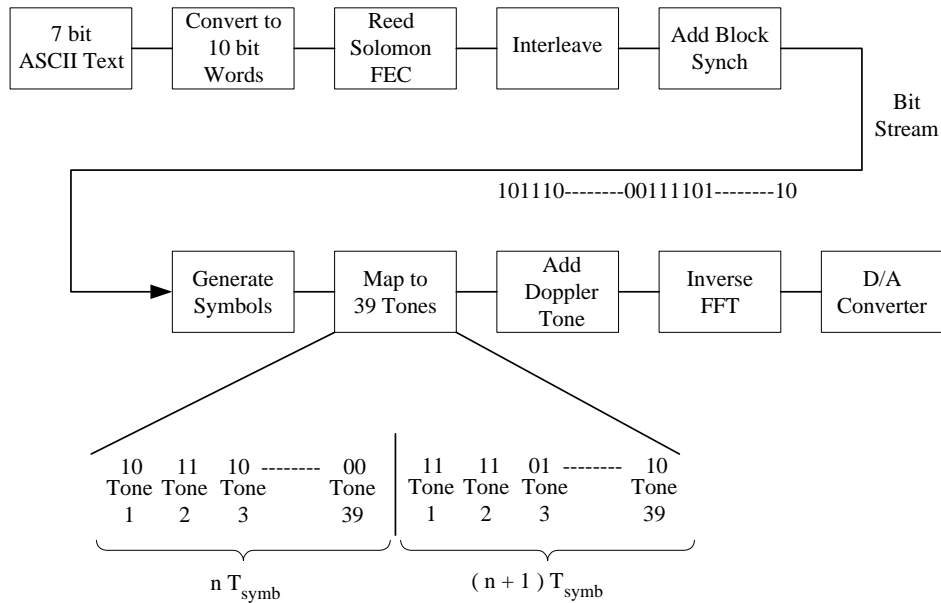 7 bit
ASCII Text
Convert to
10 bit
Words
Reed
Solomon
FEC
Interleave
Add Block
Synch
Bit
Stream
101110--------00111101--------10
Generate
Symbols
Map to
39 Tones
Add
Doppler
Tone
Inverse
FFT
D/A
Converter
10 11 10 -------- 00
Tone Tone Tone Tone
1 2 3 39
11 11 01 -------- 10
Tone Tone Tone Tone
1 2 3 39
n T symb
( n + 1 ) T symb